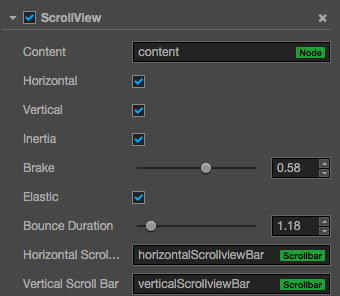 ScrollView
Content content Node
Horizontal
Vertical
Inertia
Brake 0.58
Elastic
Bounce Duration 1.18
Horizontal Scroll... horizontalScrollviewBar Scrollbar
Vertical Scroll Bar verticalScrollviewBar Scrollbar